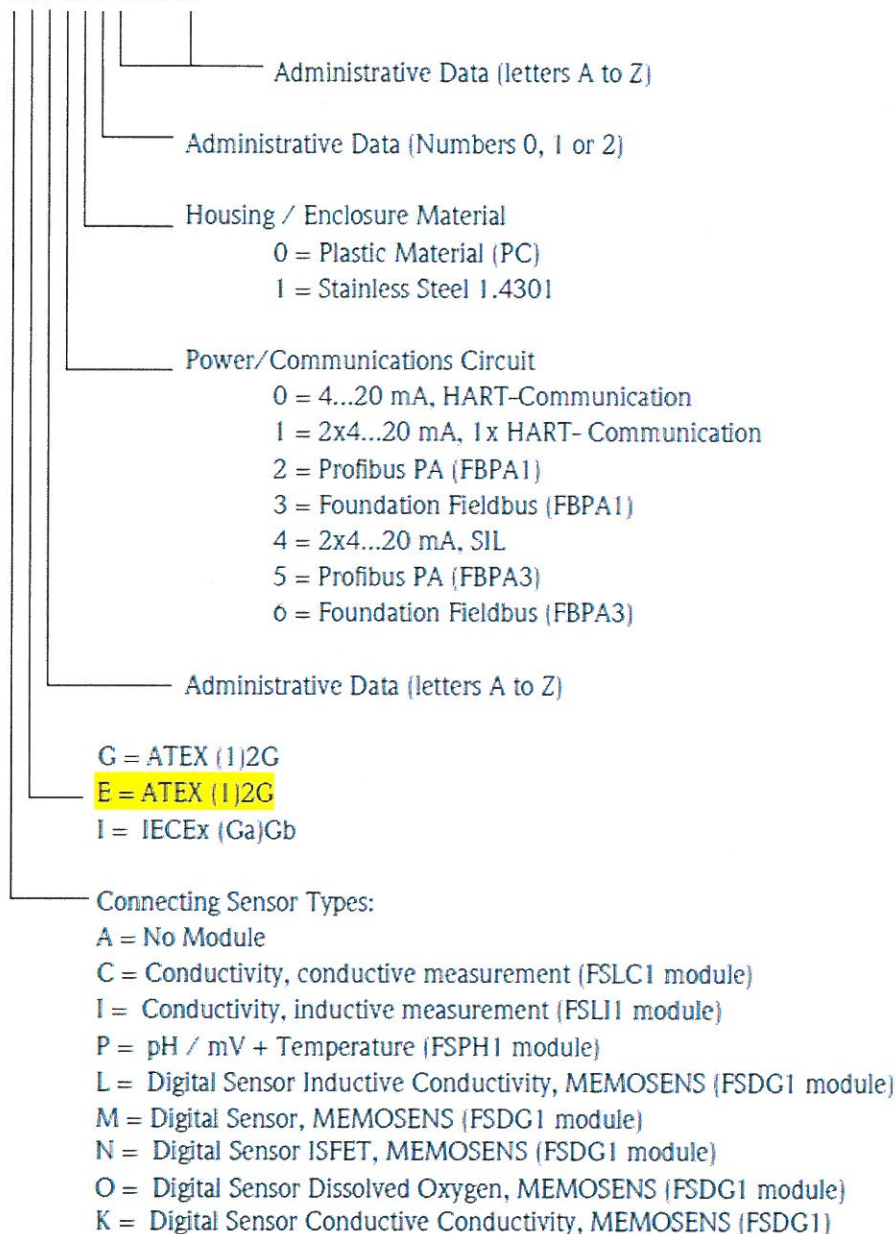 Administrative Data (letters A to Z)
Administrative Data (Numbers 0, 1 or 2)
Housing / Enclosure Material
0 = Plastic Material (PC)
1 = Stainless Steel 1.4301
Power/Communications Circuit
0 = 4...20 mA, HART-Communication
1 = 2x4...20 mA, 1x HART- Communication
2 = Profibus PA (FBPA1)
3 = Foundation Fieldbus (FBPA1)
4 = 2x4...20 mA, SIL
5 = Profibus PA (FBPA3)
6 = Foundation Fieldbus (FBPA3)
Administrative Data (letters A to Z)
G = ATEX (1)2G
E = ATEX (1)2G
I = IECEx (Ga)Gb
Connecting Sensor Types:
A = No Module
C = Conductivity, conductive measurement (FSLC1 module)
I = Conductivity, inductive measurement (FSLI1 module)
P = pH / mV + Temperature (FSPH1 module)
L = Digital Sensor Inductive Conductivity, MEMOSENS (FSDG1 module)
M = Digital Sensor, MEMOSENS (FSDG1 module)
N = Digital Sensor ISFET, MEMOSENS (FSDG1 module)
O = Digital Sensor Dissolved Oxygen, MEMOSENS (FSDG1 module)
K = Digital Sensor Conductive Conductivity, MEMOSENS (FSDG1)